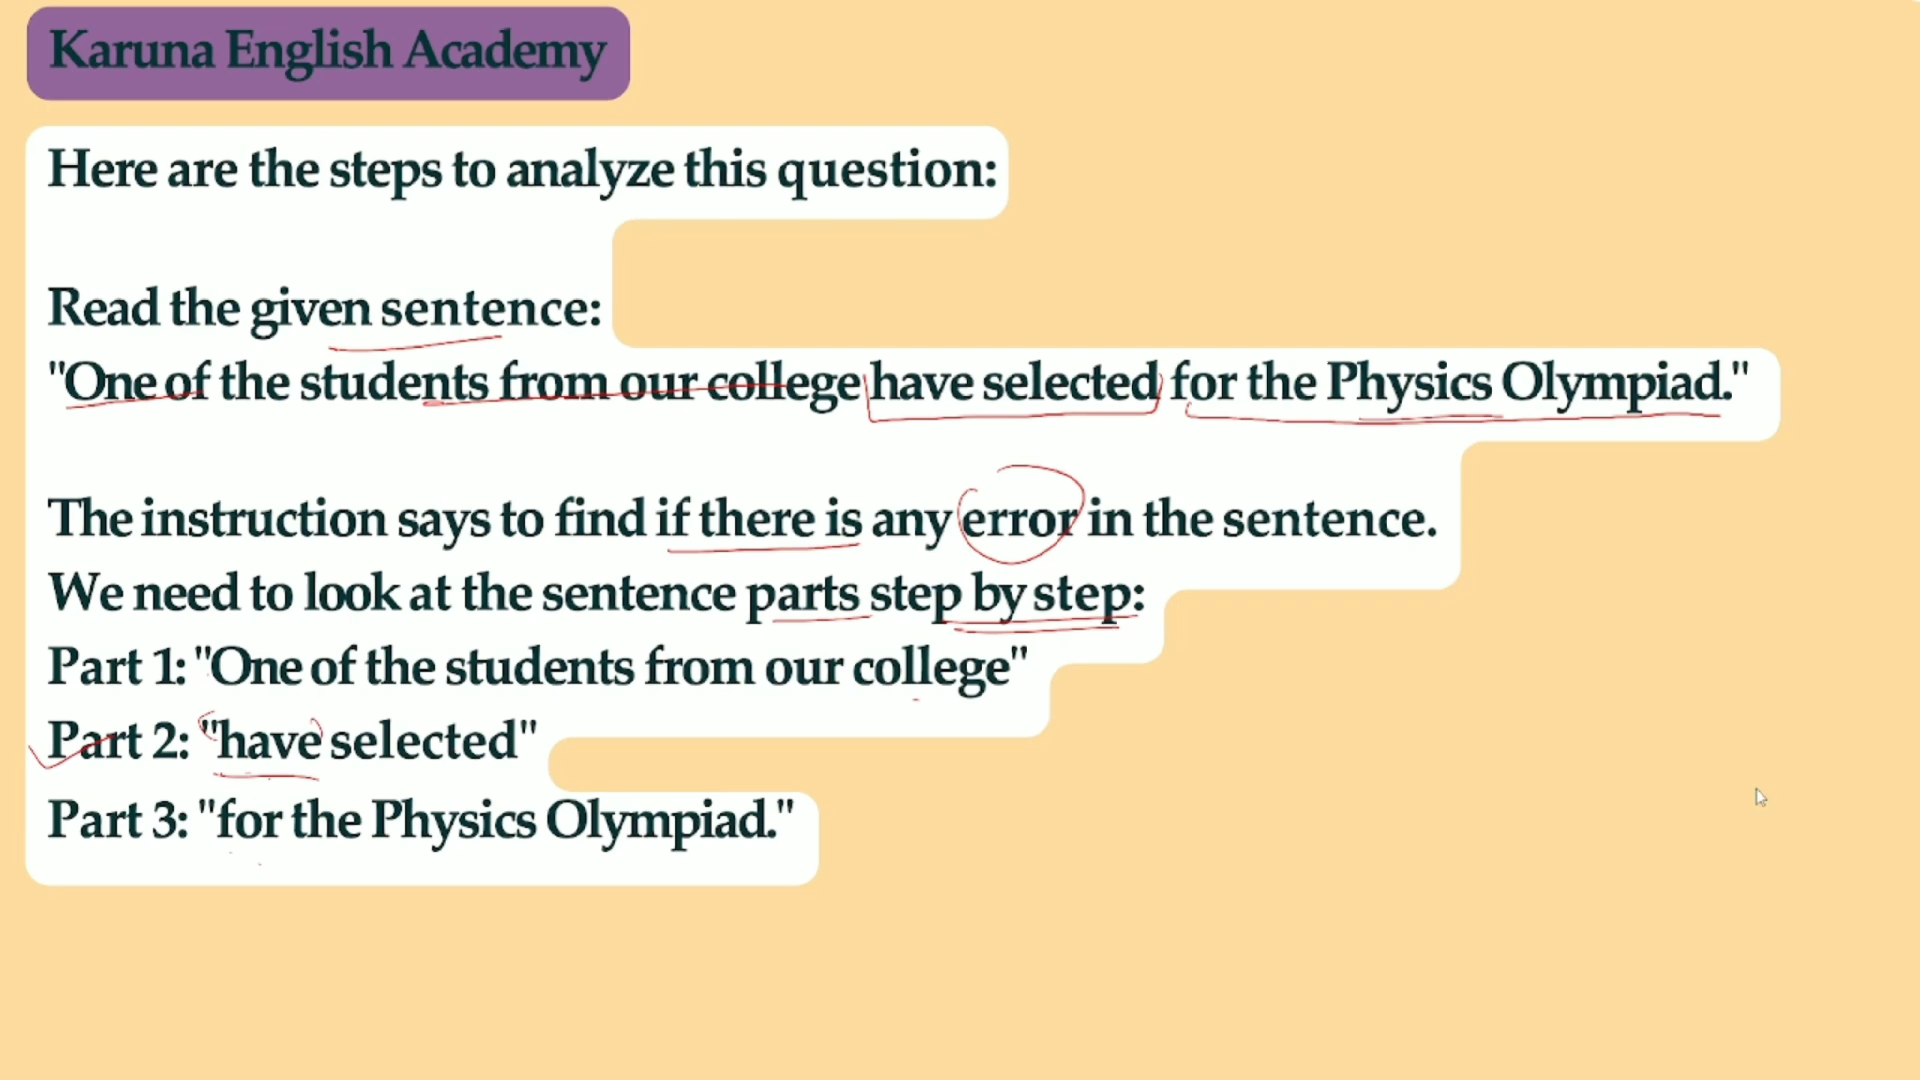 Karuna English Academy
Here are the steps to analyze this question:
Read the given sentence:
"One of the students from our college have selected for the Physics Olympiad."
The instruction says to find if there is any error in the sentence.
We need to look at the sentence parts step by step:
Part 1: "One of the students from our college"
Part 2: "have selected"
Part 3: "for the Physics Olympiad."